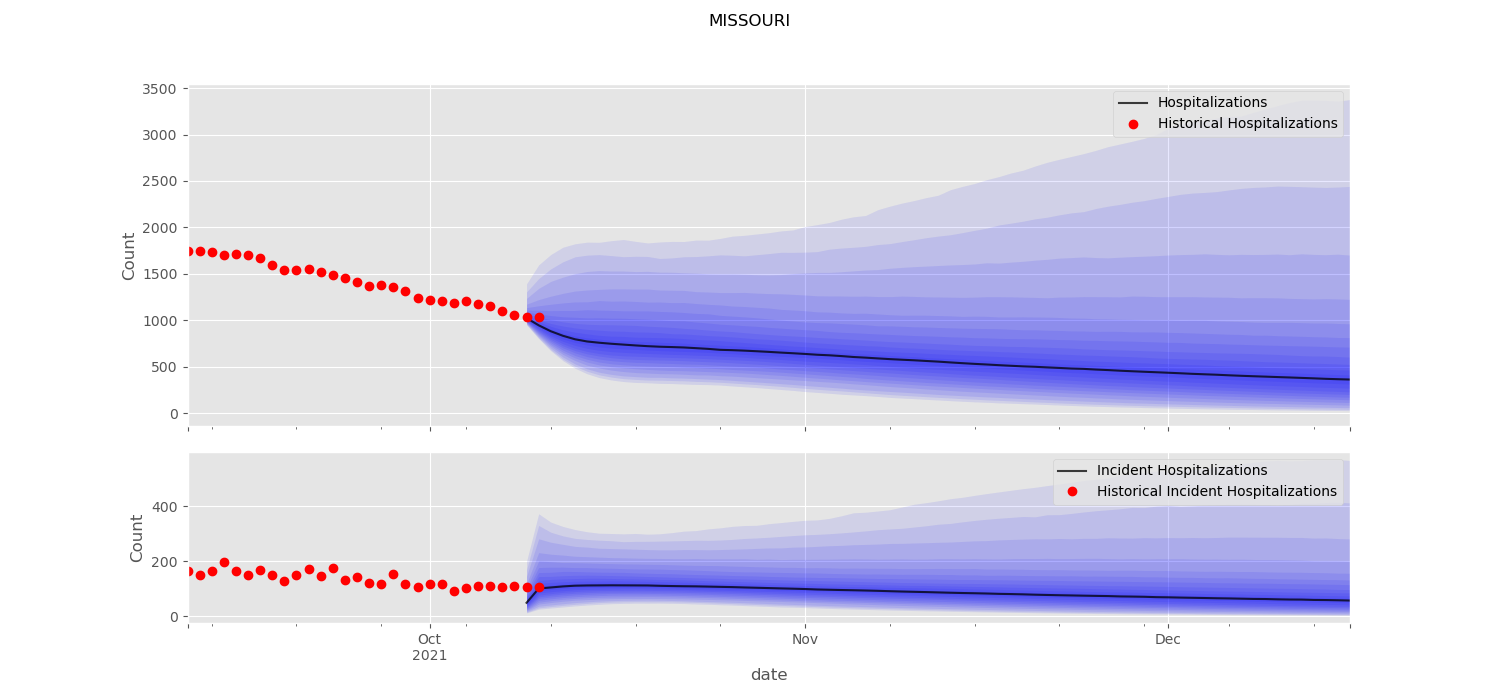 MISSOURI
3500
3000
2500
2000
1500
1000
500
0
Count
Hospitalizations
Historical Hospitalizations
400
200
0
Count
Incident Hospitalizations
Historical Incident Hospitalizations
Oct
2021
Nov
Dec
date